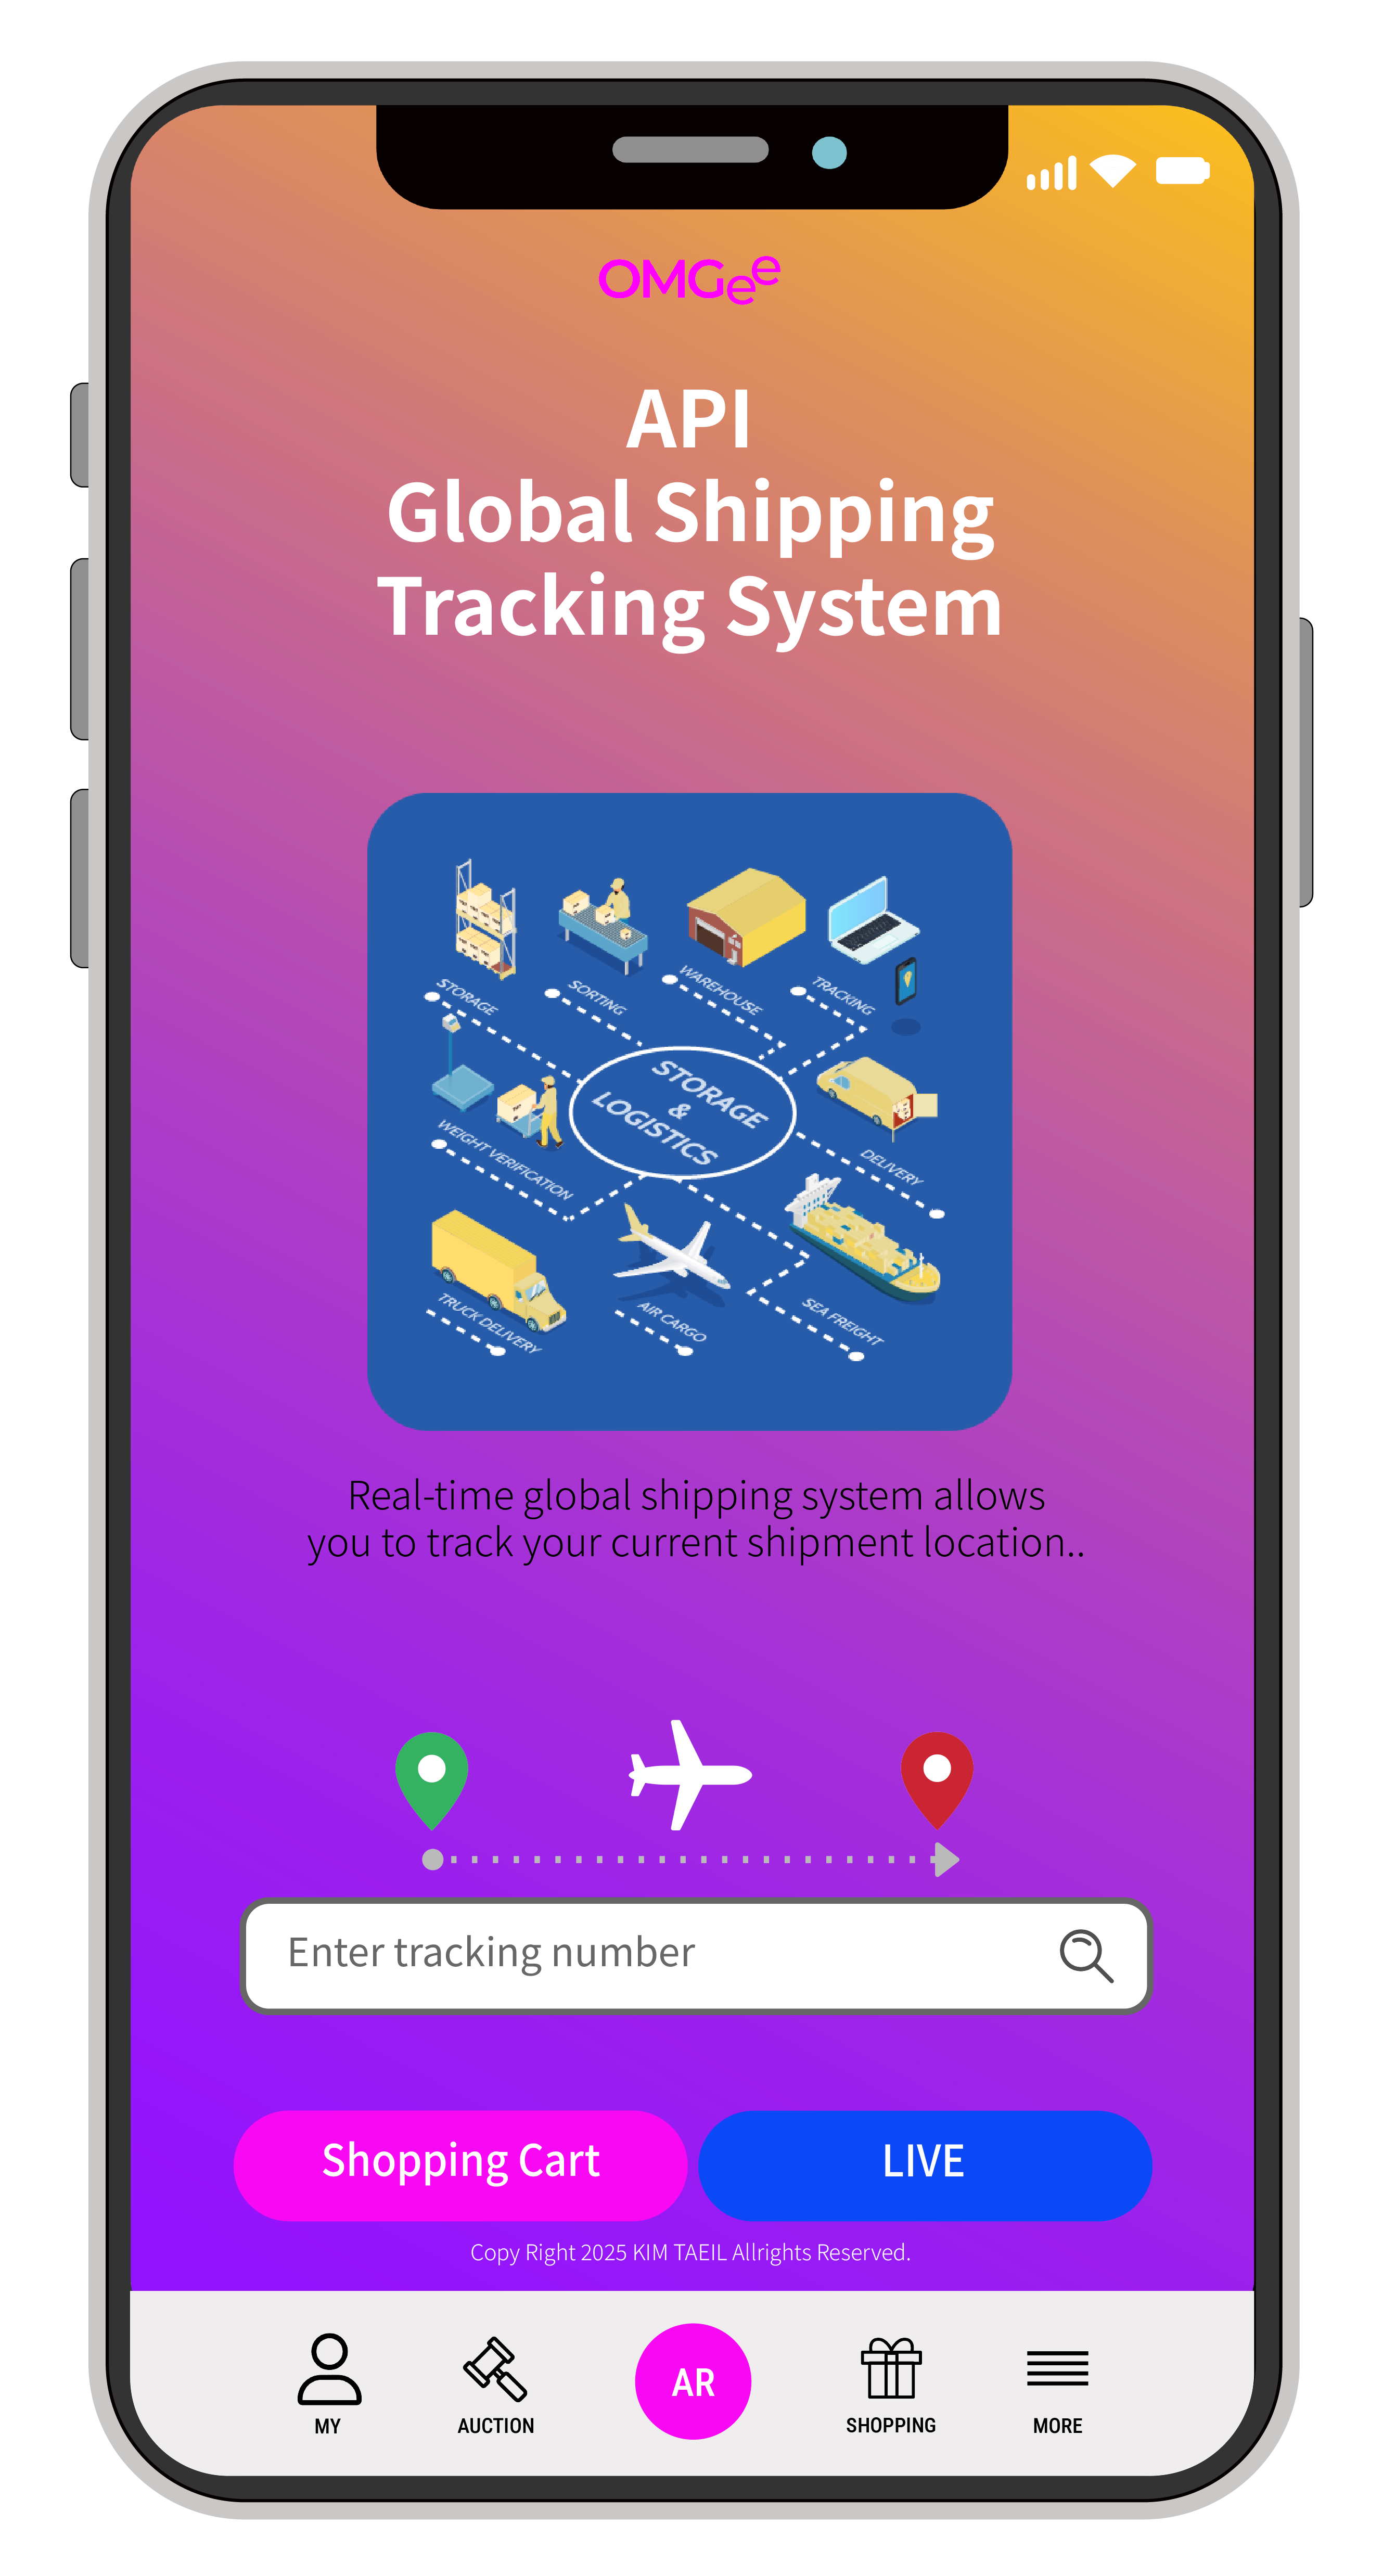 OMGee
API
Global Shipping
Tracking System
STORAGE
SORTING
WAREHOUSE
TRACKING
STORAGE
&
LOGISTICS
WEIGHT VERIFICATION
DELIVERY
TRUCK DELIVERY
AIR CARGO
SEA FREIGHT
Real-time global shipping system allows
you to track your current shipment location..
Enter tracking number
Shopping Cart
LIVE
Copy Right 2025 KIM TAEIL Allrights Reserved.
AR
MY
AUCTION
SHOPPING
MORE